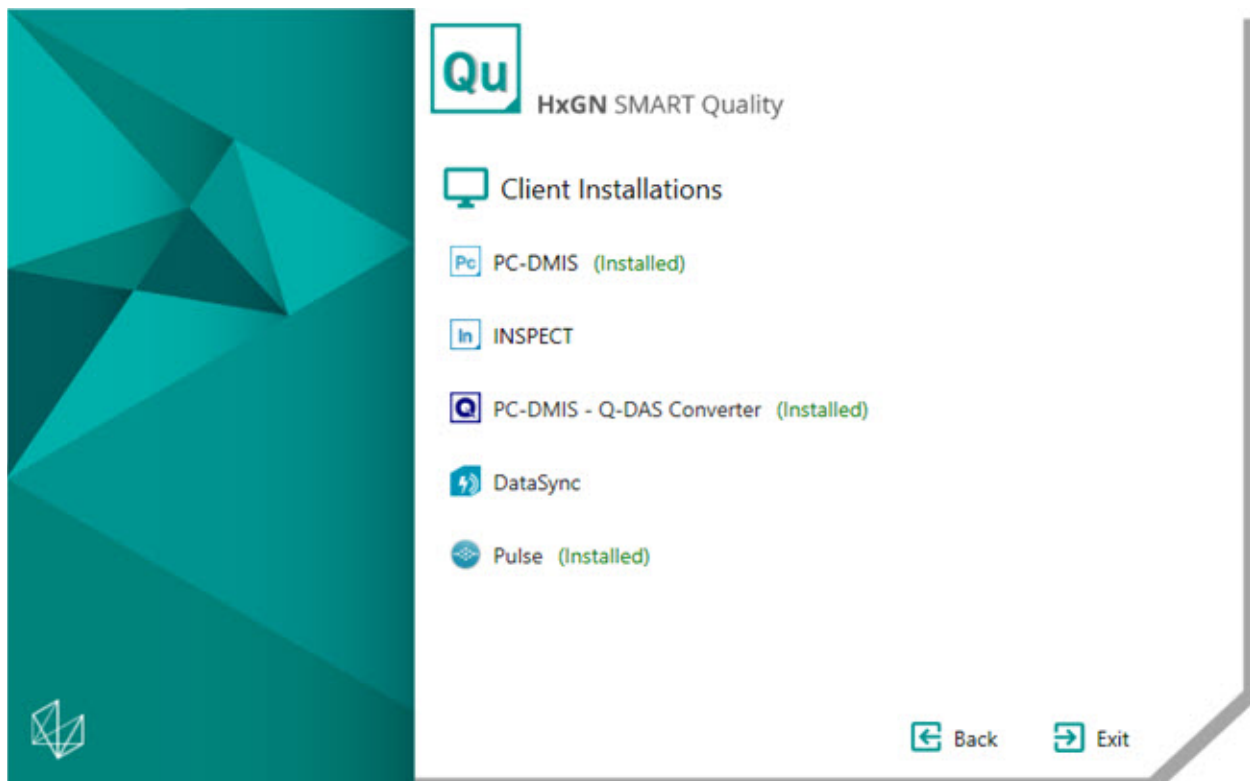 Qu
HxGN SMART Quality
Client Installations
Pc PC-DMIS (Installed)
In INSPECT
Q PC-DMIS - Q-DAS Converter (Installed)
DataSync
Pulse (Installed)
Back Exit